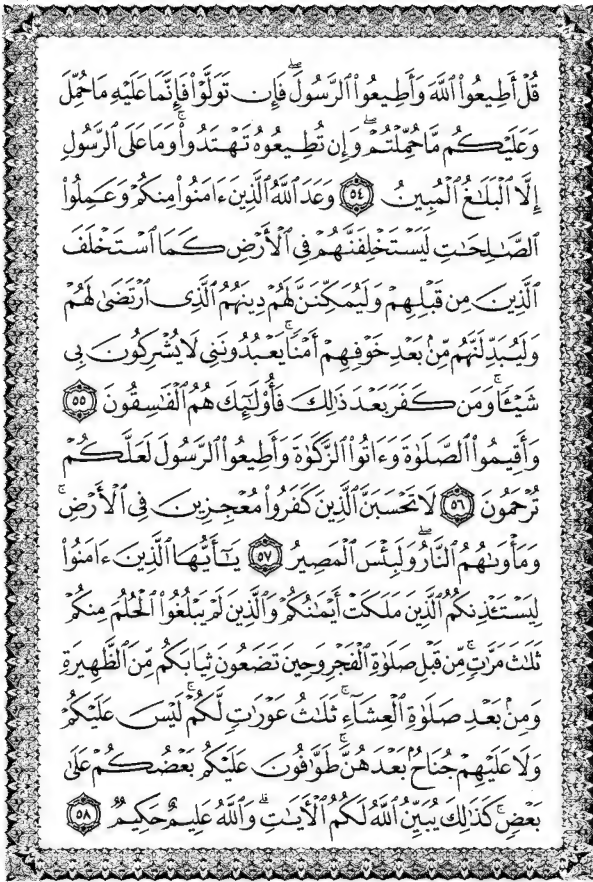 قُلْ أَطِيعُوا۟ ٱللَّهَ وَأَطِيعُوا۟ ٱلرَّسُولَ ۖ فَإِن تَوَلَّوْا۟ فَإِنَّمَا عَلَيْهِ مَا حُمِّلَ
وَعَلَيْكُم مَّا حُمِّلْتُمْ ۖ وَإِن تُطِيعُوهُ تَهْتَدُوا۟ ۚ وَمَا عَلَى ٱلرَّسُولِ
إِلَّا ٱلْبَلَٰغُ ٱلْمُبِينُ ٥٤ وَعَدَ ٱللَّهُ ٱلَّذِينَ ءَامَنُوا۟ مِنكُمْ وَعَمِلُوا۟
ٱلصَّٰلِحَٰتِ لَيَسْتَخْلِفَنَّهُمْ فِى ٱلْأَرْضِ كَمَا ٱسْتَخْلَفَ
ٱلَّذِينَ مِن قَبْلِهِمْ وَلَيُمَكِّنَنَّ لَهُمْ دِينَهُمُ ٱلَّذِى ٱرْتَضَىٰ لَهُمْ
وَلَيُبَدِّلَنَّهُم مِّنۢ بَعْدِ خَوْفِهِمْ أَمْنًا ۚ يَعْبُدُونَنِى لَا يُشْرِكُونَ بِى
شَيْـًٔا ۚ وَمَن كَفَرَ بَعْدَ ذَٰلِكَ فَأُو۟لَٰٓئِكَ هُمُ ٱلْفَٰسِقُونَ ٥٥
وَأَقِيمُوا۟ ٱلصَّلَوٰةَ وَءَاتُوا۟ ٱلزَّكَوٰةَ وَأَطِيعُوا۟ ٱلرَّسُولَ لَعَلَّكُمْ
تُرْحَمُونَ ٥٦ لَا تَحْسَبَنَّ ٱلَّذِينَ كَفَرُوا۟ مُعْجِزِينَ فِى ٱلْأَرْضِ ۚ
وَمَأْوَىٰهُمُ ٱلنَّارُ ۖ وَلَبِئْسَ ٱلْمَصِيرُ ٥٧ يَٰٓأَيُّهَا ٱلَّذِينَ ءَامَنُوا۟
لِيَسْتَـْٔذِنكُمُ ٱلَّذِينَ مَلَكَتْ أَيْمَٰنُكُمْ وَٱلَّذِينَ لَمْ يَبْلُغُوا۟ ٱلْحُلُمَ مِنكُمْ
ثَلَٰثَ مَرَّٰتٍ ۚ مِّن قَبْلِ صَلَوٰةِ ٱلْفَجْرِ وَحِينَ تَضَعُونَ ثِيَابَكُم مِّنَ ٱلظَّهِيرَةِ
وَمِنۢ بَعْدِ صَلَوٰةِ ٱلْعِشَآءِ ۚ ثَلَٰثُ عَوْرَٰتٍ لَّكُمْ ۚ لَيْسَ عَلَيْكُمْ
وَلَا عَلَيْهِمْ جُنَاحٌۢ بَعْدَهُنَّ ۚ طَوَّٰفُونَ عَلَيْكُم بَعْضُكُمْ عَلَىٰ
بَعْضٍ ۚ كَذَٰلِكَ يُبَيِّنُ ٱللَّهُ لَكُمُ ٱلْـَٔايَٰتِ ۗ وَٱللَّهُ عَلِيمٌ حَكِيمٌ ٥٨